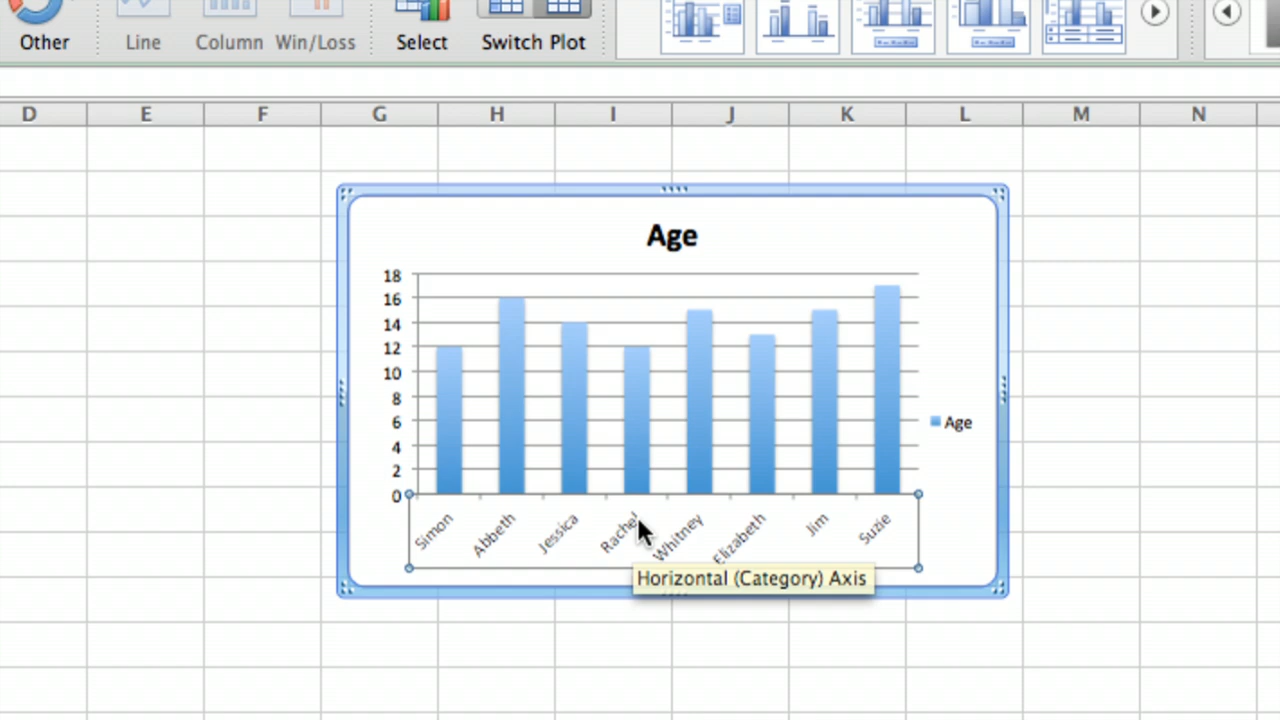 Other Line Column Win/Loss Select Switch Plot
D E F G H I J K L M N
Age
18
16
14
12
10
8
6
4
2
0
Age
Simon Abbeth Jessica Rachel Whitney Elizabeth Jim Suzie
Horizontal (Category) Axis